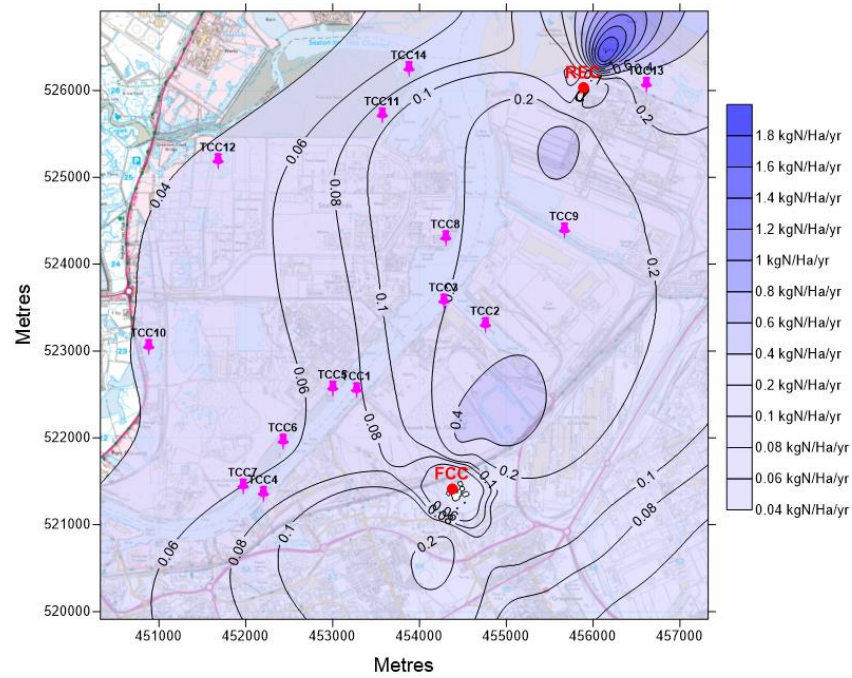 TCC14
REC
TCC13
TCC11
TCC12
TCC8
TCC9
TCC3
TCC2
TCC10
TCC5
TCC1
TCC6
TCC7
TCC4
FCC
0.04
0.06
0.08
0.1
0.2
0.2
0.1
0.06
0.08
0.4
0.2
0.1
0.06
0.08
0.1
0.2
0.1
0.08
0.2
526000
525000
524000
523000
522000
521000
520000
Metres
451000 452000 453000 454000 455000 456000 457000
Metres
1.8 kgN/Ha/yr
1.6 kgN/Ha/yr
1.4 kgN/Ha/yr
1.2 kgN/Ha/yr
1 kgN/Ha/yr
0.8 kgN/Ha/yr
0.6 kgN/Ha/yr
0.4 kgN/Ha/yr
0.2 kgN/Ha/yr
0.1 kgN/Ha/yr
0.08 kgN/Ha/yr
0.06 kgN/Ha/yr
0.04 kgN/Ha/yr